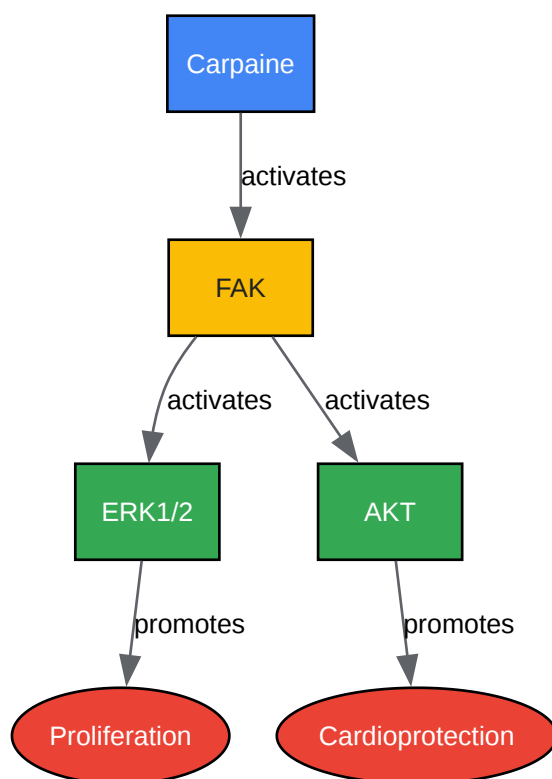 Carpaine
activates
FAK
activates
activates
ERK1/2
AKT
promotes
promotes
Proliferation
Cardioprotection